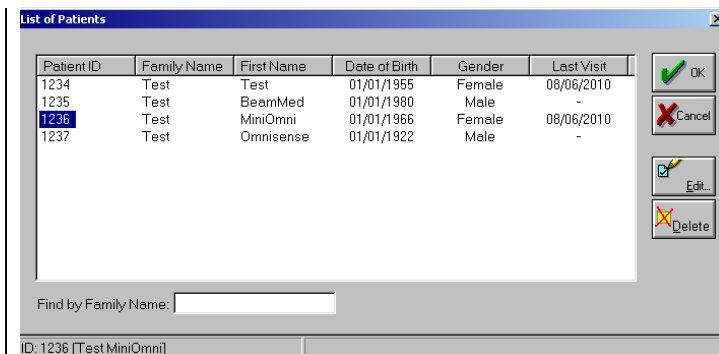 List of Patients
Patient ID Family Name First Name Date of Birth Gender Last Visit
1234 Test Test 01/01/1955 Female 08/06/2010
1235 Test BeamMed 01/01/1980 Male -
1236 Test MiniOmni 01/01/1966 Female 08/06/2010
1237 Test Omnisense 01/01/1922 Male -
OK
Cancel
Edit...
Delete
Find by Family Name:
ID: 1236 [Test MiniOmni]